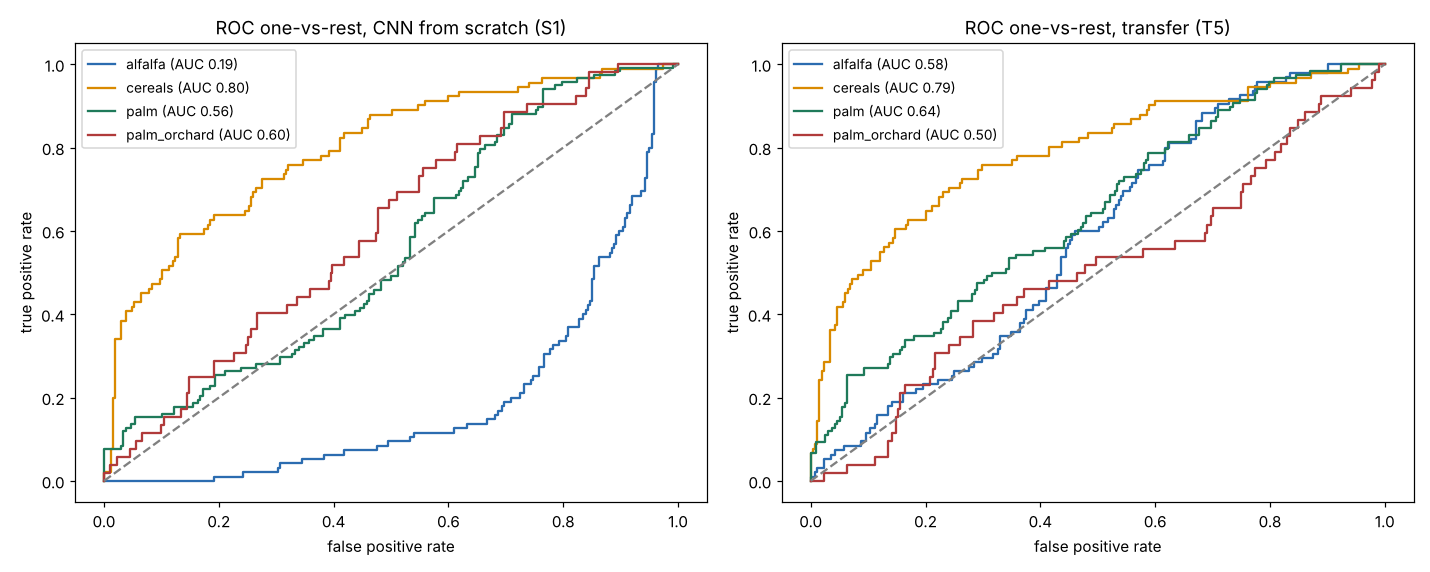 ROC one-vs-rest, CNN from scratch (S1)
alfalfa (AUC 0.19)
cereals (AUC 0.80)
palm (AUC 0.56)
palm_orchard (AUC 0.60)
true positive rate
1.0
0.8
0.6
0.4
0.2
0.0
0.0 0.2 0.4 0.6 0.8 1.0
false positive rate
ROC one-vs-rest, transfer (T5)
alfalfa (AUC 0.58)
cereals (AUC 0.79)
palm (AUC 0.64)
palm_orchard (AUC 0.50)
true positive rate
1.0
0.8
0.6
0.4
0.2
0.0
0.0 0.2 0.4 0.6 0.8 1.0
false positive rate